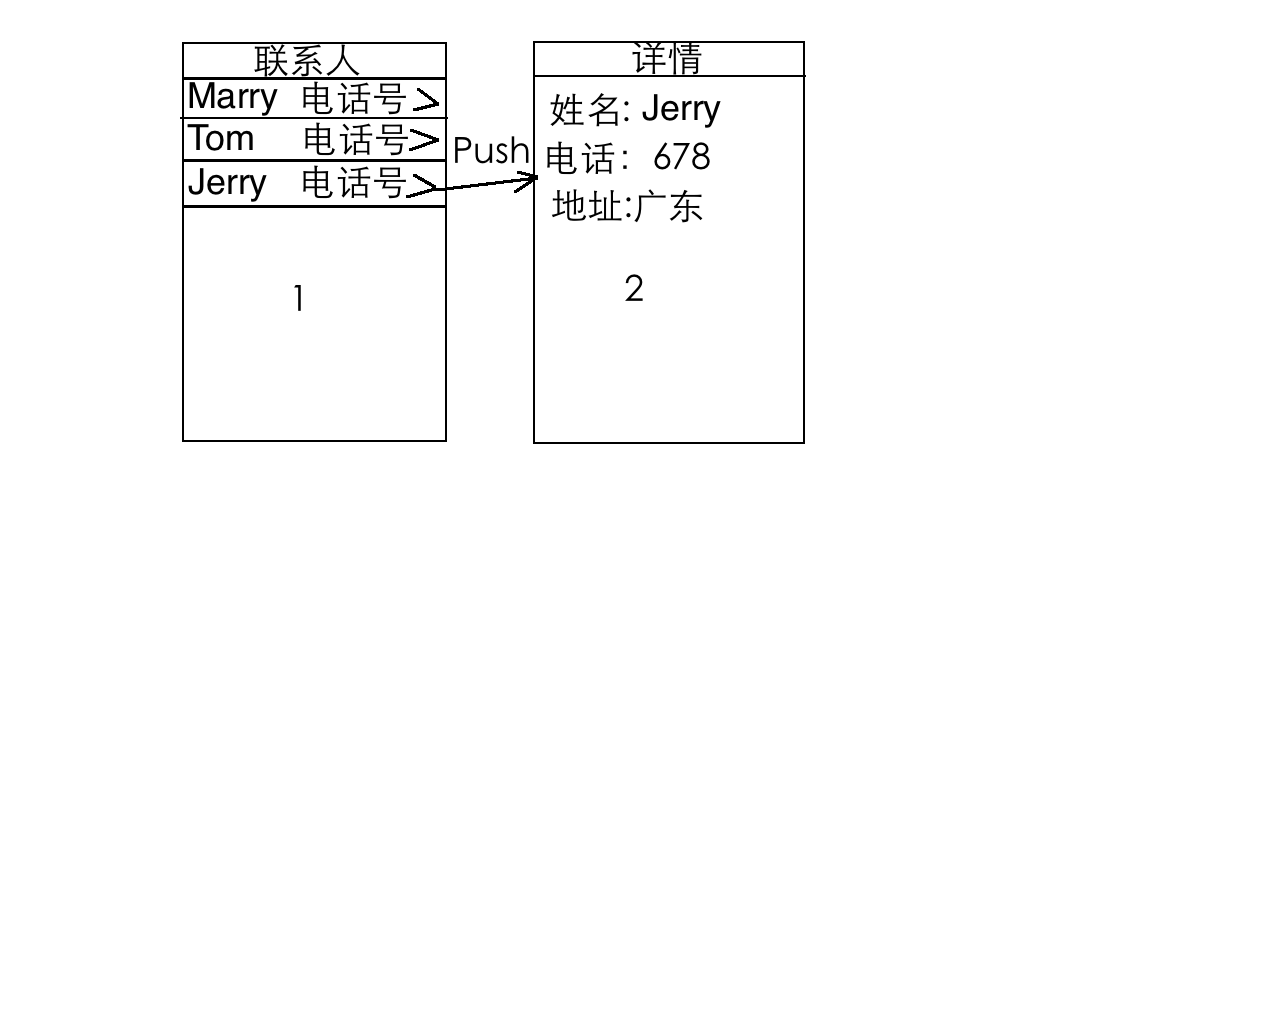 联系人
Marry 电话号 >
Tom 电话号 >
Jerry 电话号 >
1
Push
详情
姓名: Jerry
电话: 678
地址:广东
2